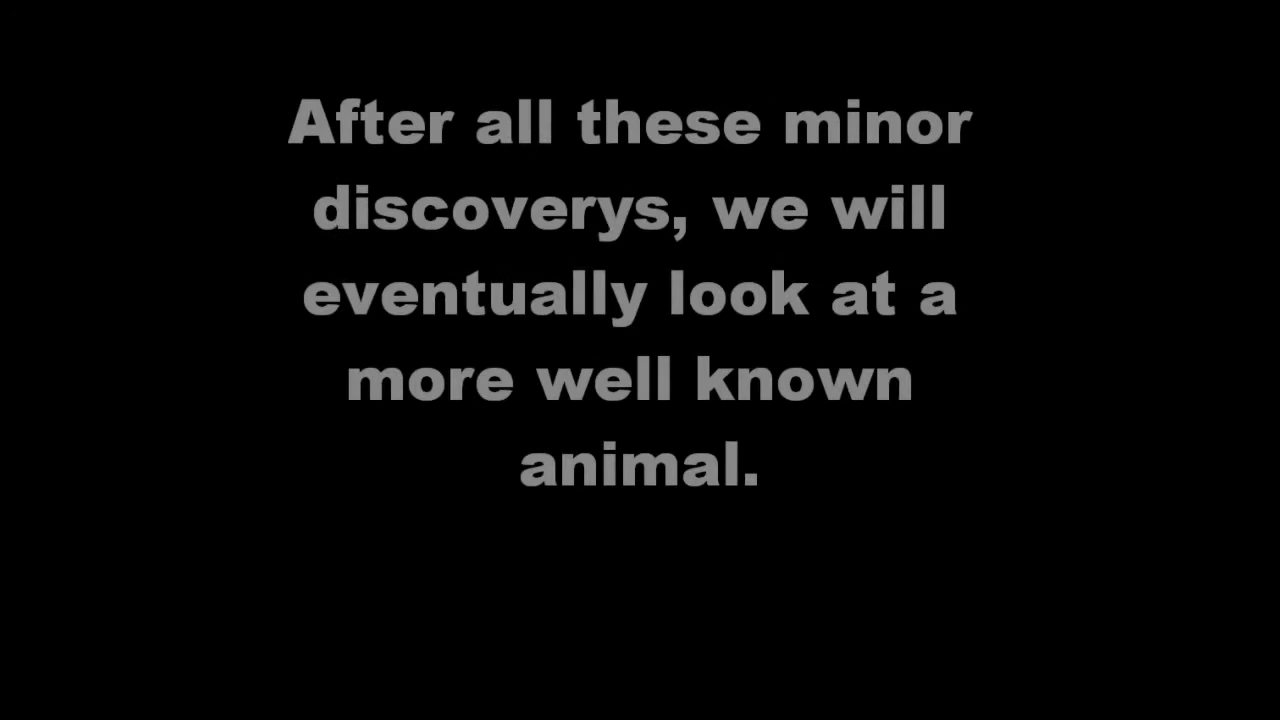 After all these minor
discoverys, we will
eventually look at a
more well known
animal.